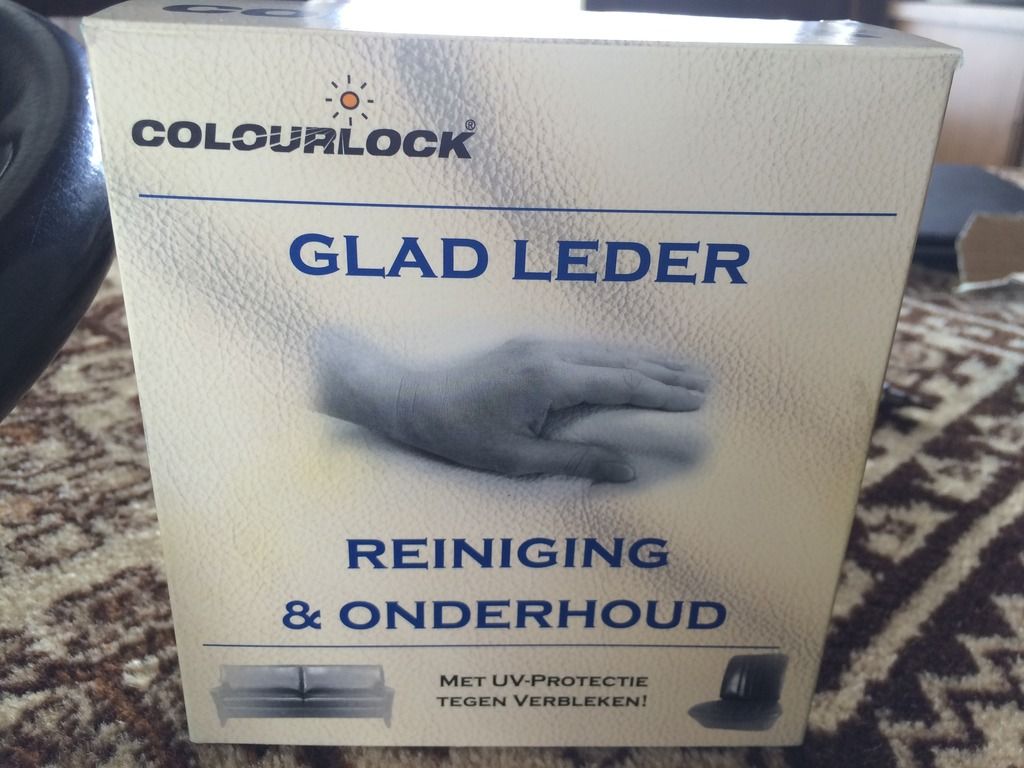 COLOURLOCK®
GLAD LEDER
REINIGING
& ONDERHOUD
MET UV-PROTECTIE
TEGEN VERBLEKEN!